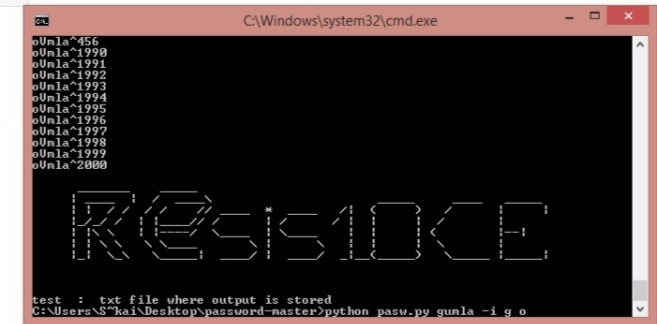 C:\Windows\system32\cmd.exe
oUmla^456
oUmla^1990
oUmla^1991
oUmla^1992
oUmla^1993
oUmla^1994
oUmla^1995
oUmla^1996
oUmla^1997
oUmla^1998
oUmla^1999
oUmla^2000
test : txt file where output is stored
C:\Users\S~kai\Desktop\password-master>python pasw.py gumla -i g o